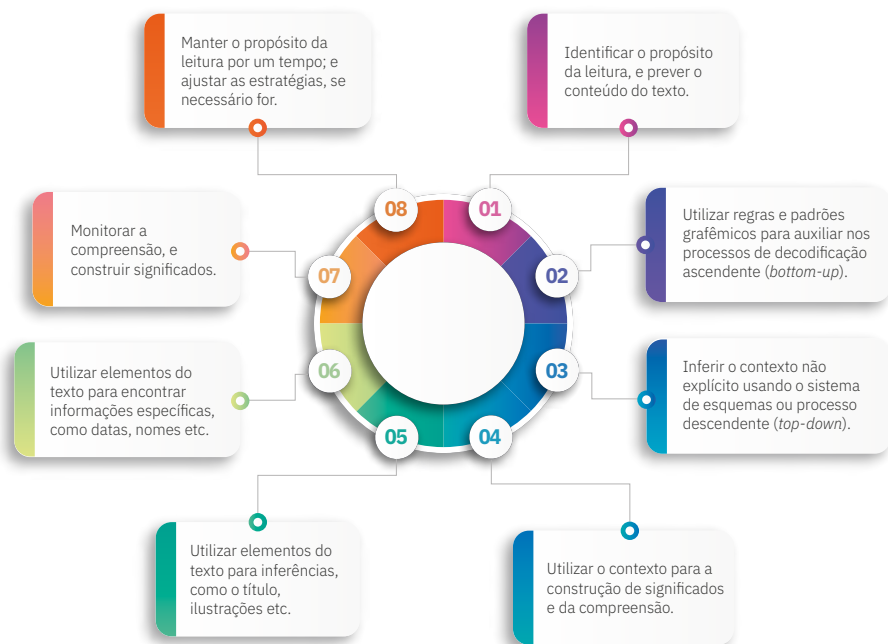 01
Identificar o propósito
da leitura, e prever o
conteúdo do texto.
02
Utilizar regras e padrões
grafêmicos para auxiliar nos
processos de decodificação
ascendente (bottom-up).
03
Inferir o contexto não
explícito usando o sistema
de esquemas ou processo
descendente (top-down).
04
Utilizar o contexto para a
construção de significados
e da compreensão.
05
Utilizar elementos do
texto para inferências,
como o título,
ilustrações etc.
06
Utilizar elementos do
texto para encontrar
informações específicas,
como datas, nomes etc.
07
Monitorar a
compreensão, e
construir significados.
08
Manter o propósito da
leitura por um tempo; e
ajustar as estratégias, se
necessário for.